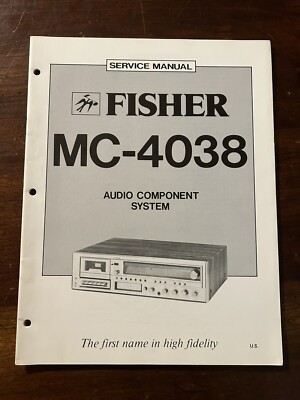 SERVICE MANUAL
FISHER
MC-4038
AUDIO COMPONENT
SYSTEM
The first name in high fidelity
U.S.